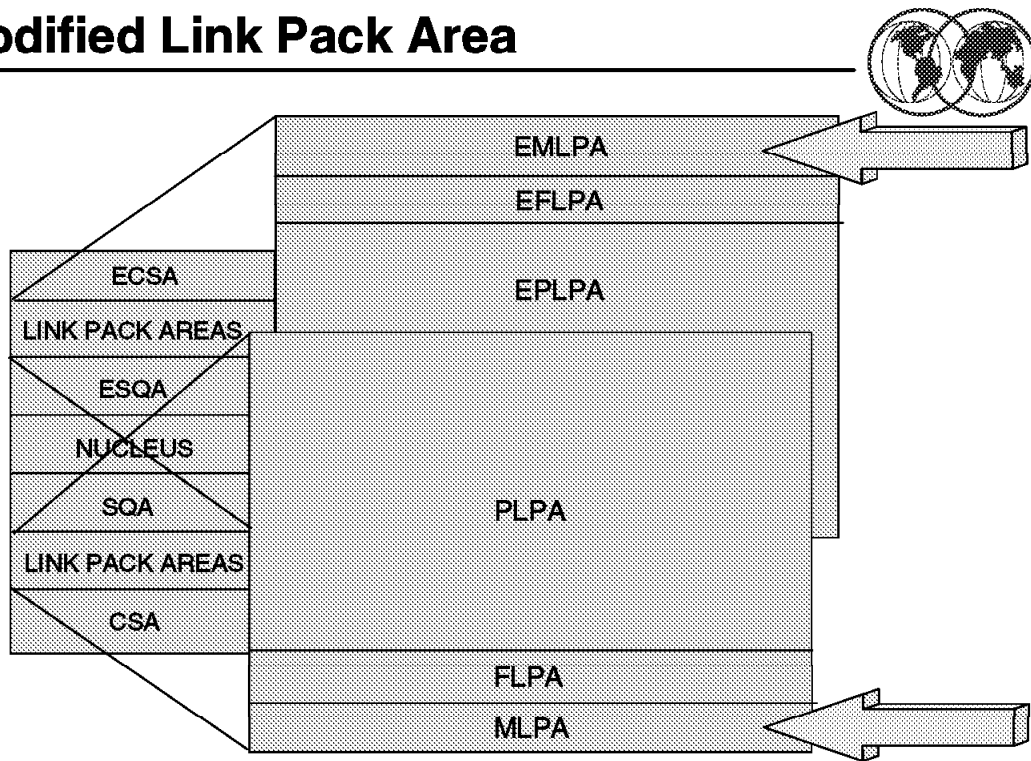 odified Link Pack Area
EMLPA
EFLPA
EPLPA
ECSA
LINK PACK AREAS
ESQA
NUCLEUS
SQA
LINK PACK AREAS
CSA
PLPA
FLPA
MLPA